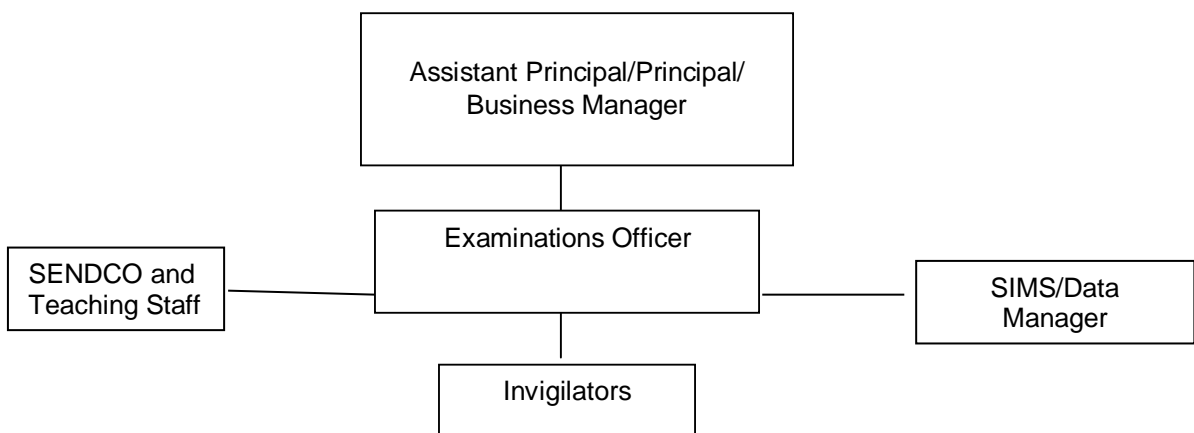 Assistant Principal/Principal/
Business Manager
Examinations Officer
SENDCO and
Teaching Staff
SIMS/Data
Manager
Invigilators